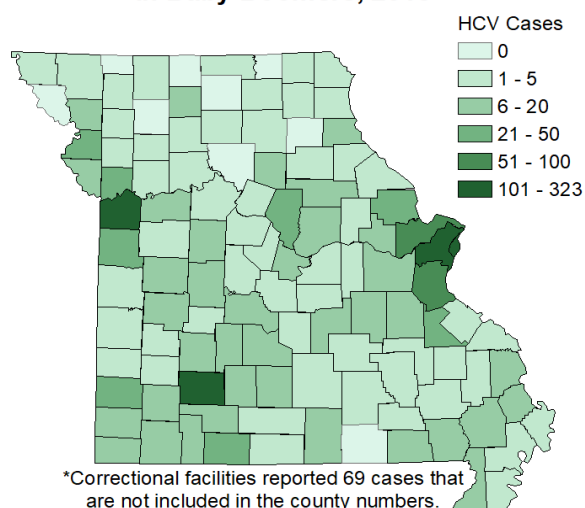 HCV Cases
0
1 - 5
6 - 20
21 - 50
51 - 100
101 - 323
*Correctional facilities reported 69 cases that
are not included in the county numbers.